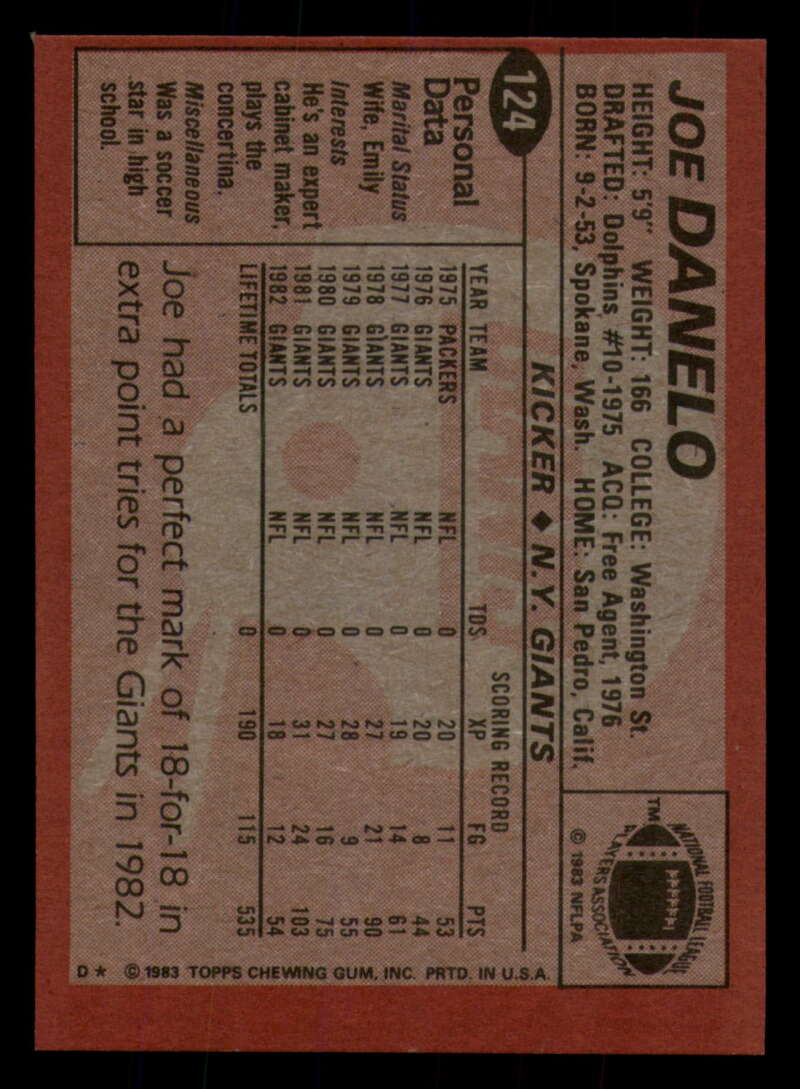 JOE DANELO
HEIGHT: 5'9" WEIGHT: 166 COLLEGE: Washington St.
DRAFTED: Dolphins, #10-1975 ACQ: Free Agent, 1976
BORN: 9-2-53, Spokane, Wash. HOME: San Pedro, Calif.
TM
NATIONAL FOOTBALL LEAGUE
PLAYERS ASSOCIATION
© 1983 NFLPA
124
KICKER ♦ N.Y. GIANTS
Personal
Data
Marital Status
Wife, Emily
Interests
He's an expert
cabinet maker,
plays the
concertina.
Miscellaneous
Was a soccer
star in high
school.
SCORING RECORD
YEAR TEAM TDS XP FG PTS
1975 PACKERS NFL 0 20 11 53
1976 GIANTS NFL 0 20 8 44
1977 GIANTS NFL 0 19 14 61
1978 GIANTS NFL 0 27 21 90
1979 GIANTS NFL 0 28 9 55
1980 GIANTS NFL 0 27 16 75
1981 GIANTS NFL 0 31 24 103
1982 GIANTS NFL 0 18 12 54
LIFETIME TOTALS 0 190 115 535
Joe had a perfect mark of 18-for-18 in
extra point tries for the Giants in 1982.
D* © 1983 TOPPS CHEWING GUM, INC. PRTD. IN U.S.A.